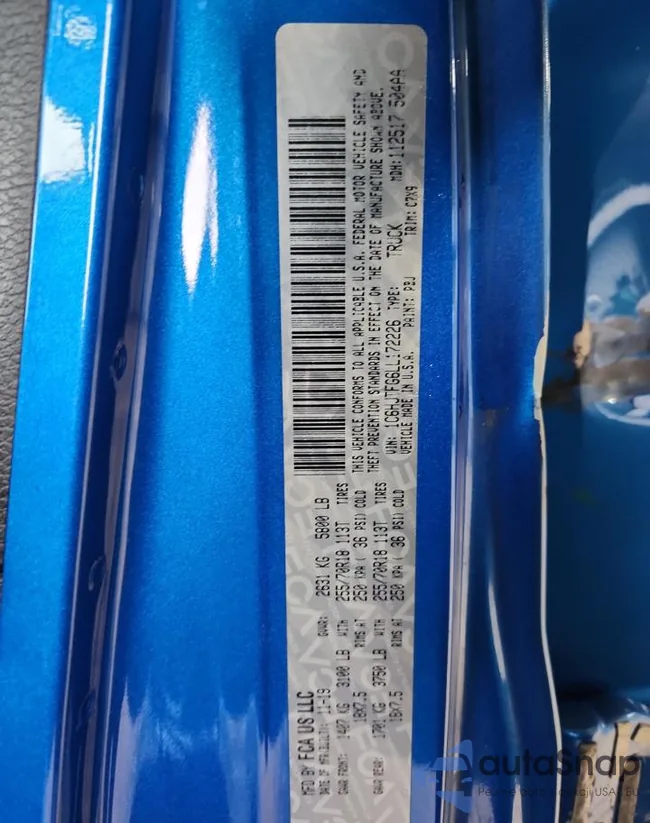 MFD BY FCA US LLC
DATE OF MFR: 11-19 GVWR: 2631 KG 5800 LB
GAWR FRONT: 1407 KG 3100 LB WITH 255/70R18 113T TIRES
18X7.5 RIMS AT 250 KPA ( 36 PSI) COLD
GAWR REAR: 1701 KG 3750 LB WITH 255/70R18 113T TIRES
18X7.5 RIMS AT 250 KPA ( 36 PSI) COLD
THIS VEHICLE CONFORMS TO ALL APPLICABLE U.S.A. FEDERAL MOTOR VEHICLE SAFETY AND
THEFT PREVENTION STANDARDS IN EFFECT ON THE DATE OF MANUFACTURE SHOWN ABOVE.
VIN: 1C6HJTFG6LL172226 TYPE: TRUCK MDH: 112517 504AA
VEHICLE MADE IN U.S.A. PAINT: PBJ TRIM: C7X9
autoSnap